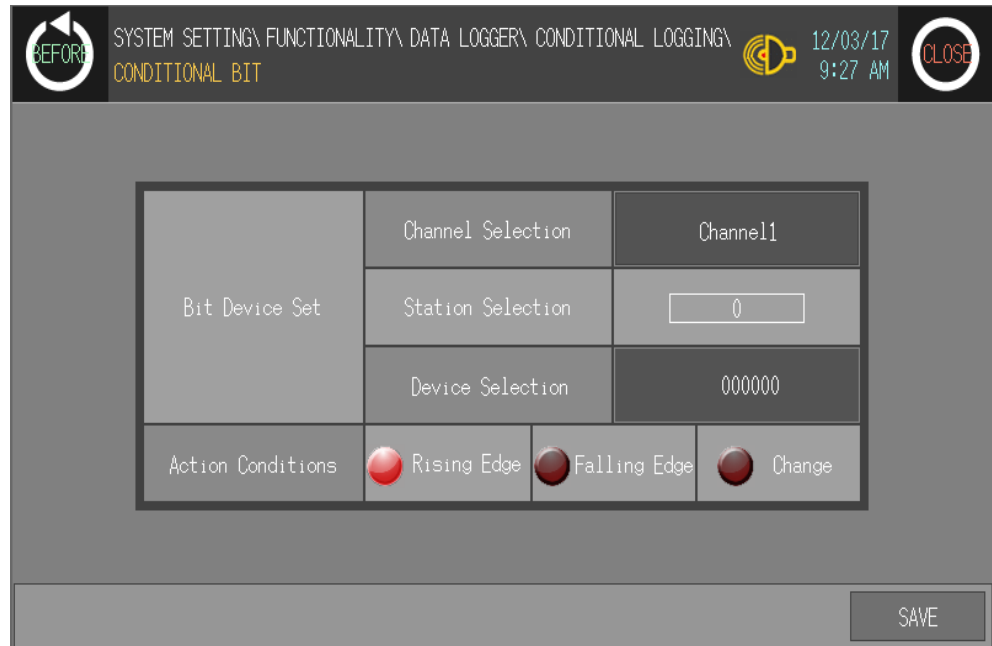 BEFORE
SYSTEM SETTING\ FUNCTIONALITY\ DATA LOGGER\ CONDITIONAL LOGGING\
CONDITIONAL BIT
12/03/17
9:27 AM
CLOSE
Bit Device Set
Channel Selection
Channel1
Station Selection
0
Device Selection
000000
Action Conditions
Rising Edge
Falling Edge
Change
SAVE